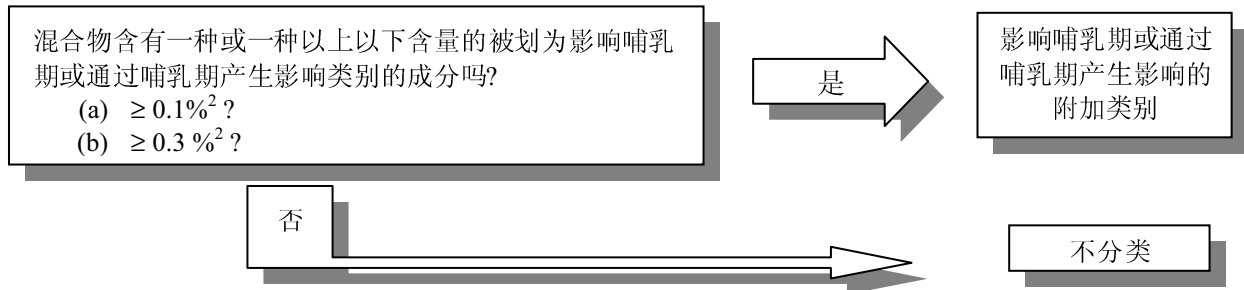 混合物含有一种或一种以上以下含量的被划为影响哺乳
期或通过哺乳期产生影响类别的成分吗?
(a) ≥ 0.1%² ?
(b) ≥ 0.3 %² ?
是
影响哺乳期或通过
哺乳期产生影响的
附加类别
否
不分类